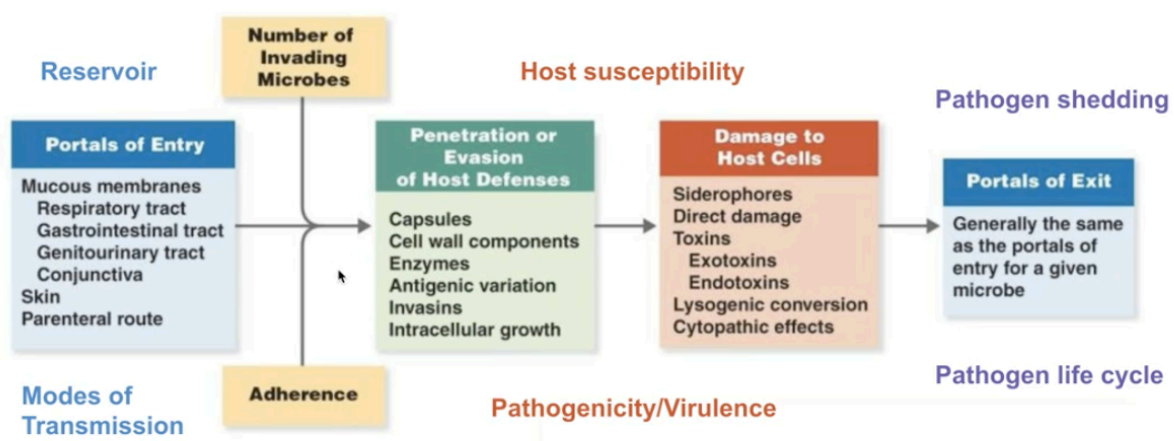 Number of
Invading
Microbes
Reservoir
Host susceptibility
Pathogen shedding
Portals of Entry
Mucous membranes
Respiratory tract
Gastrointestinal tract
Genitourinary tract
Conjunctiva
Skin
Parenteral route
Penetration or
Evasion
of Host Defenses
Capsules
Cell wall components
Enzymes
Antigenic variation
Invasins
Intracellular growth
Damage to
Host Cells
Siderophores
Direct damage
Toxins
Exotoxins
Endotoxins
Lysogenic conversion
Cytopathic effects
Portals of Exit
Generally the same
as the portals of
entry for a given
microbe
Modes of
Transmission
Adherence
Pathogenicity/Virulence
Pathogen life cycle